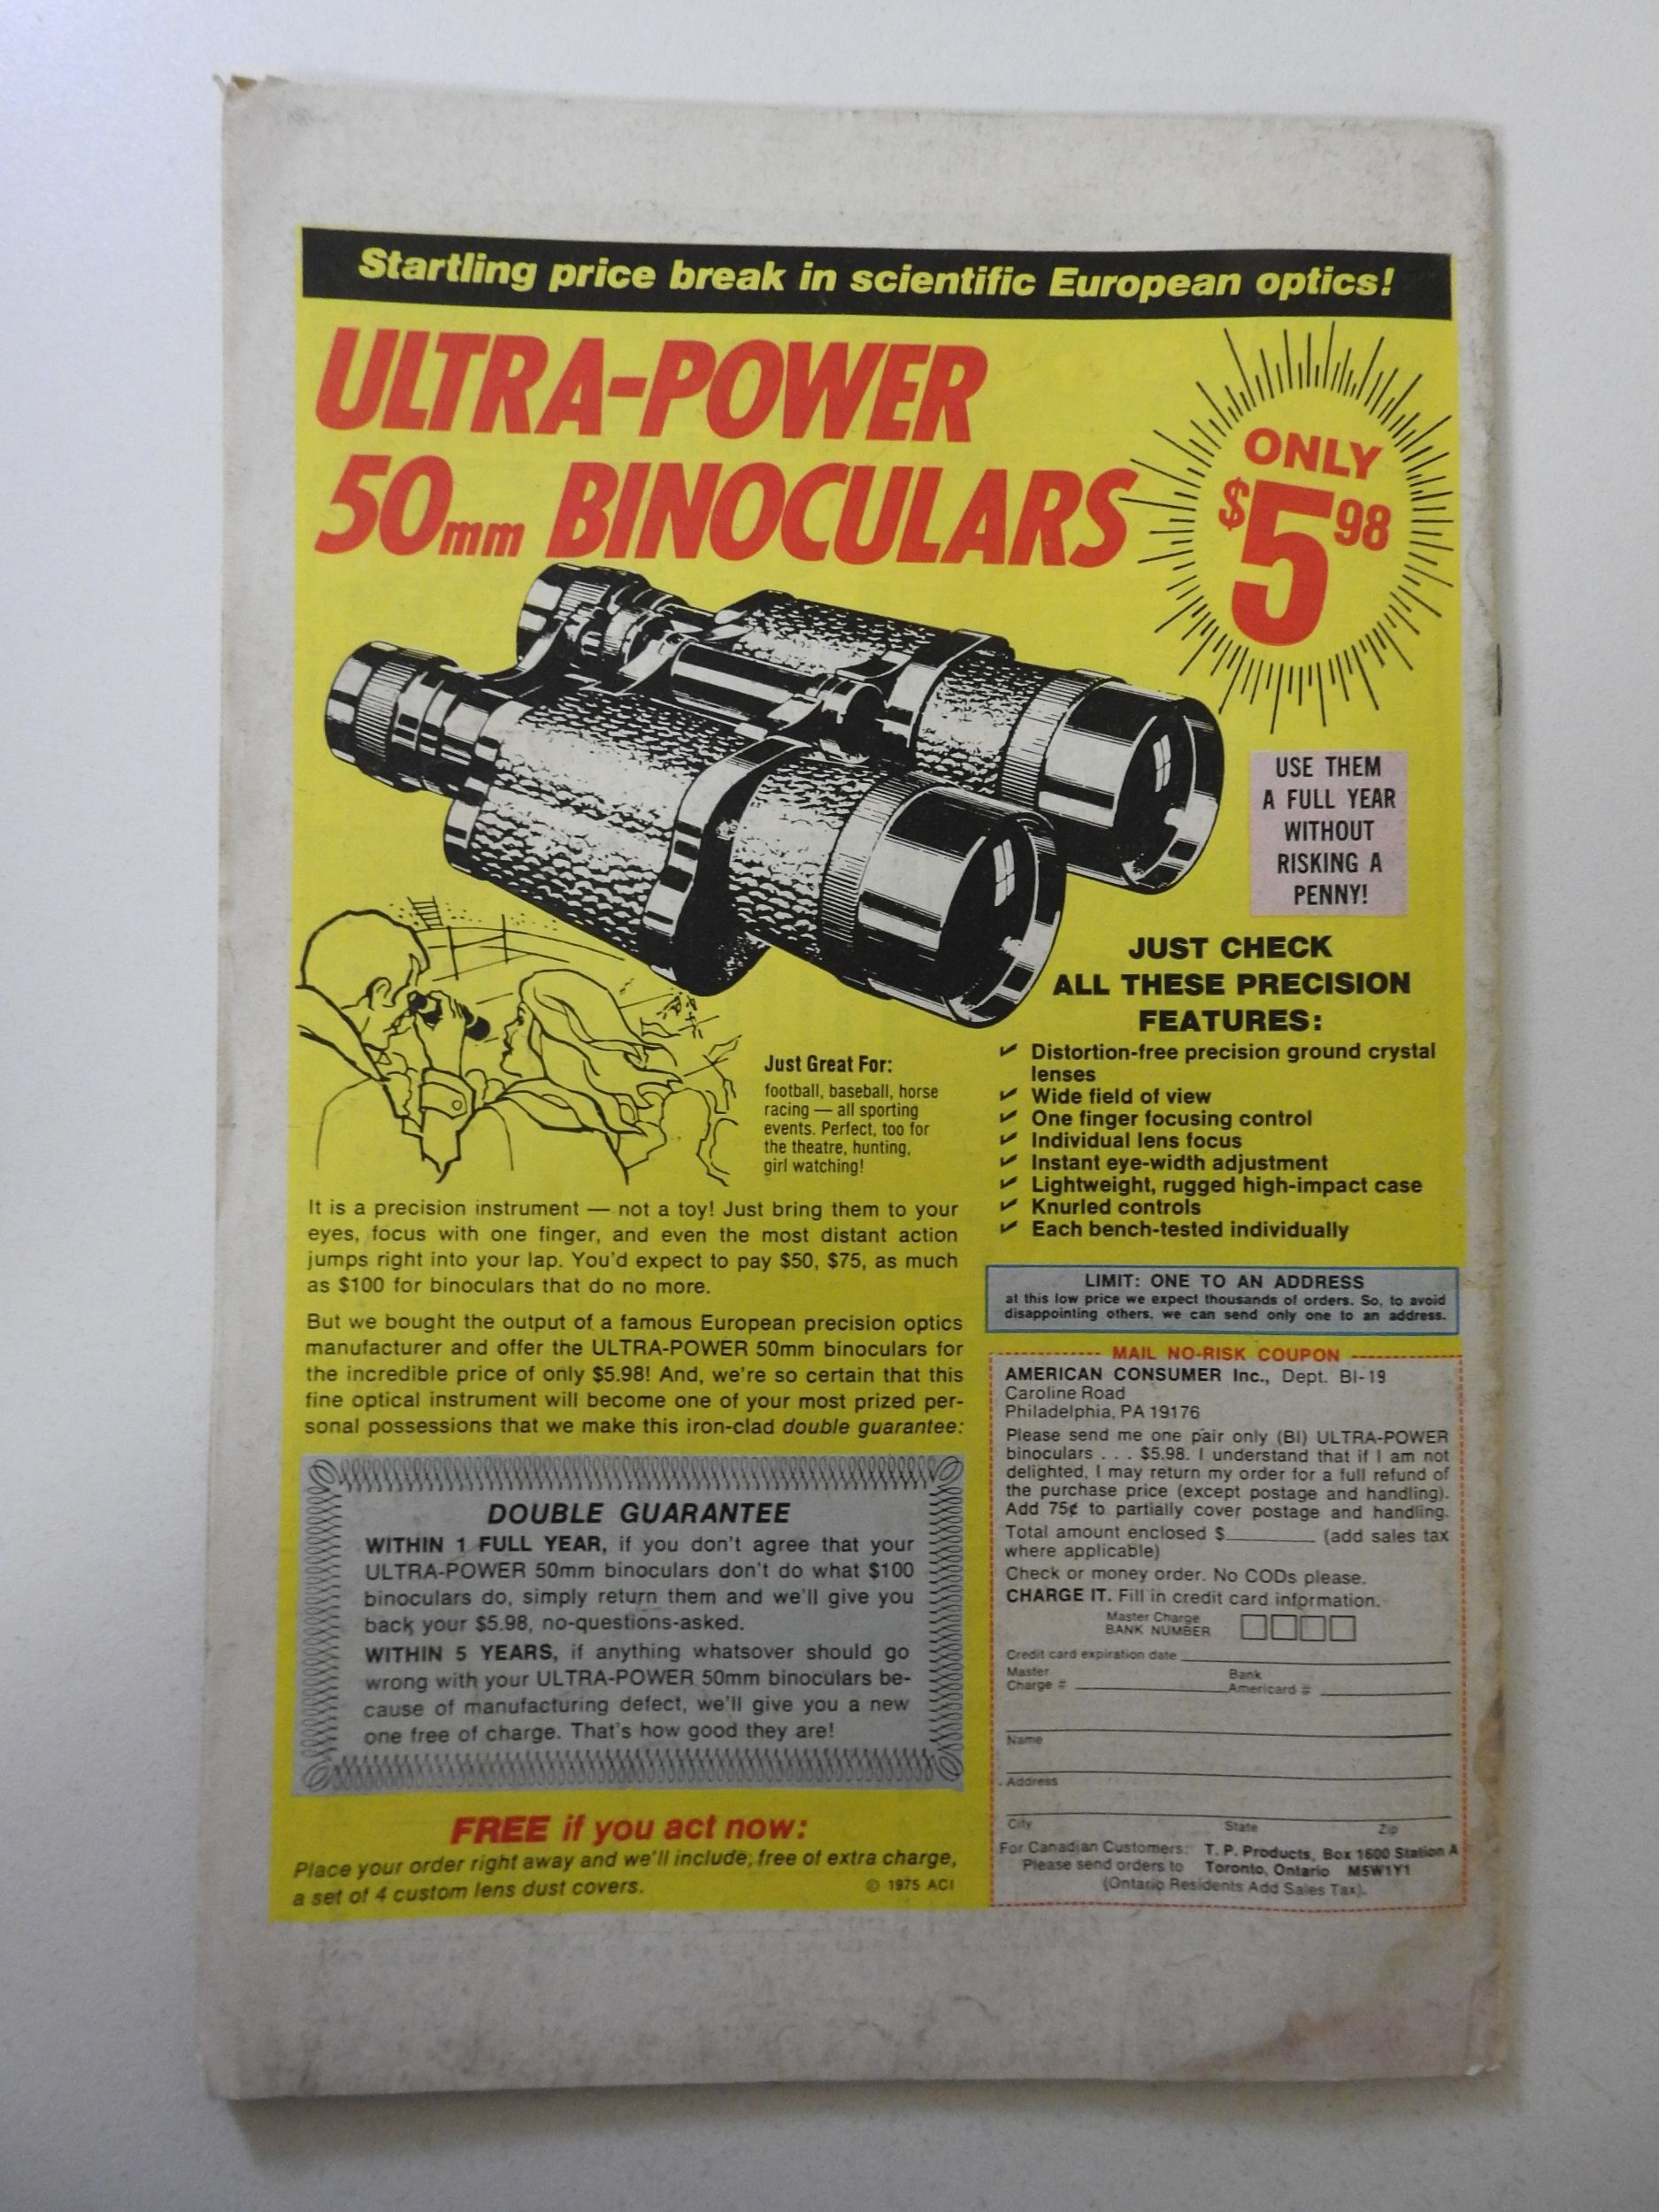 Startling price break in scientific European optics!
ULTRA-POWER
50mm BINOCULARS
ONLY
$598
USE THEM
A FULL YEAR
WITHOUT
RISKING A
PENNY!
JUST CHECK
ALL THESE PRECISION
FEATURES:
✔ Distortion-free precision ground crystal
lenses
✔ Wide field of view
✔ One finger focusing control
✔ Individual lens focus
✔ Instant eye-width adjustment
✔ Lightweight, rugged high-impact case
✔ Knurled controls
✔ Each bench-tested individually
Just Great For:
football, baseball, horse
racing — all sporting
events. Perfect, too for
the theatre, hunting,
girl watching!
It is a precision instrument — not a toy! Just bring them to your
eyes, focus with one finger, and even the most distant action
jumps right into your lap. You'd expect to pay $50, $75, as much
as $100 for binoculars that do no more.
But we bought the output of a famous European precision optics
manufacturer and offer the ULTRA-POWER 50mm binoculars for
the incredible price of only $5.98! And, we're so certain that this
fine optical instrument will become one of your most prized per-
sonal possessions that we make this iron-clad double guarantee:
DOUBLE GUARANTEE
WITHIN 1 FULL YEAR, if you don't agree that your
ULTRA-POWER 50mm binoculars don't do what $100
binoculars do, simply return them and we'll give you
back your $5.98, no-questions-asked.
WITHIN 5 YEARS, if anything whatsover should go
wrong with your ULTRA-POWER 50mm binoculars be-
cause of manufacturing defect, we'll give you a new
one free of charge. That's how good they are!
FREE if you act now:
Place your order right away and we'll include, free of extra charge,
a set of 4 custom lens dust covers.
© 1975 ACI
LIMIT: ONE TO AN ADDRESS
at this low price we expect thousands of orders. So, to avoid
disappointing others, we can send only one to an address.
MAIL NO-RISK COUPON
AMERICAN CONSUMER Inc., Dept. BI-19
Caroline Road
Philadelphia, PA 19176
Please send me one pair only (BI) ULTRA-POWER
binoculars . . . $5.98. I understand that if I am not
delighted, I may return my order for a full refund of
the purchase price (except postage and handling).
Add 75¢ to partially cover postage and handling.
Total amount enclosed $__________ (add sales tax
where applicable)
Check or money order. No CODs please.
CHARGE IT. Fill in credit card information.
Master Charge
BANK NUMBER
Credit card expiration date
Master Bank
Charge # Americard #
Name
Address
City State Zip
For Canadian Customers: T. P. Products, Box 1600 Station A
Please send orders to Toronto, Ontario M5W1Y1
(Ontario Residents Add Sales Tax).